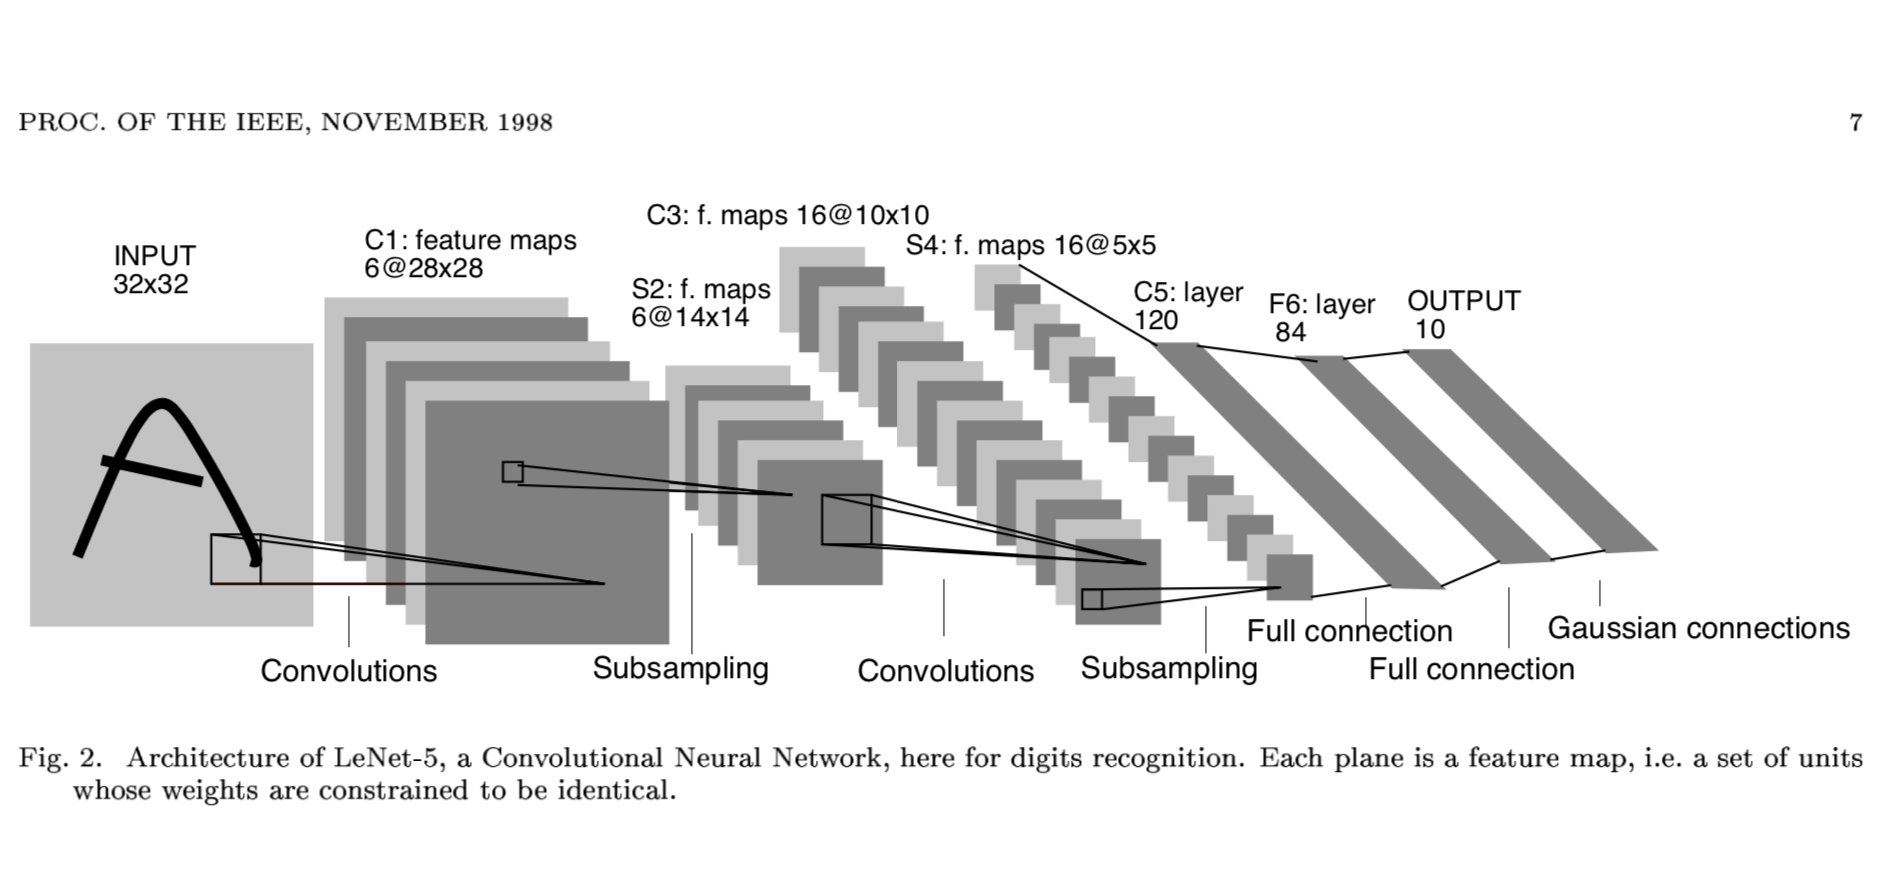 PROC. OF THE IEEE, NOVEMBER 1998
7
INPUT
32x32
C1: feature maps
6@28x28
S2: f. maps
6@14x14
C3: f. maps 16@10x10
S4: f. maps 16@5x5
C5: layer
120
F6: layer
84
OUTPUT
10
Convolutions
Subsampling
Convolutions
Subsampling
Full connection
Full connection
Gaussian connections
Fig. 2. Architecture of LeNet-5, a Convolutional Neural Network, here for digits recognition. Each plane is a feature map, i.e. a set of units
whose weights are constrained to be identical.